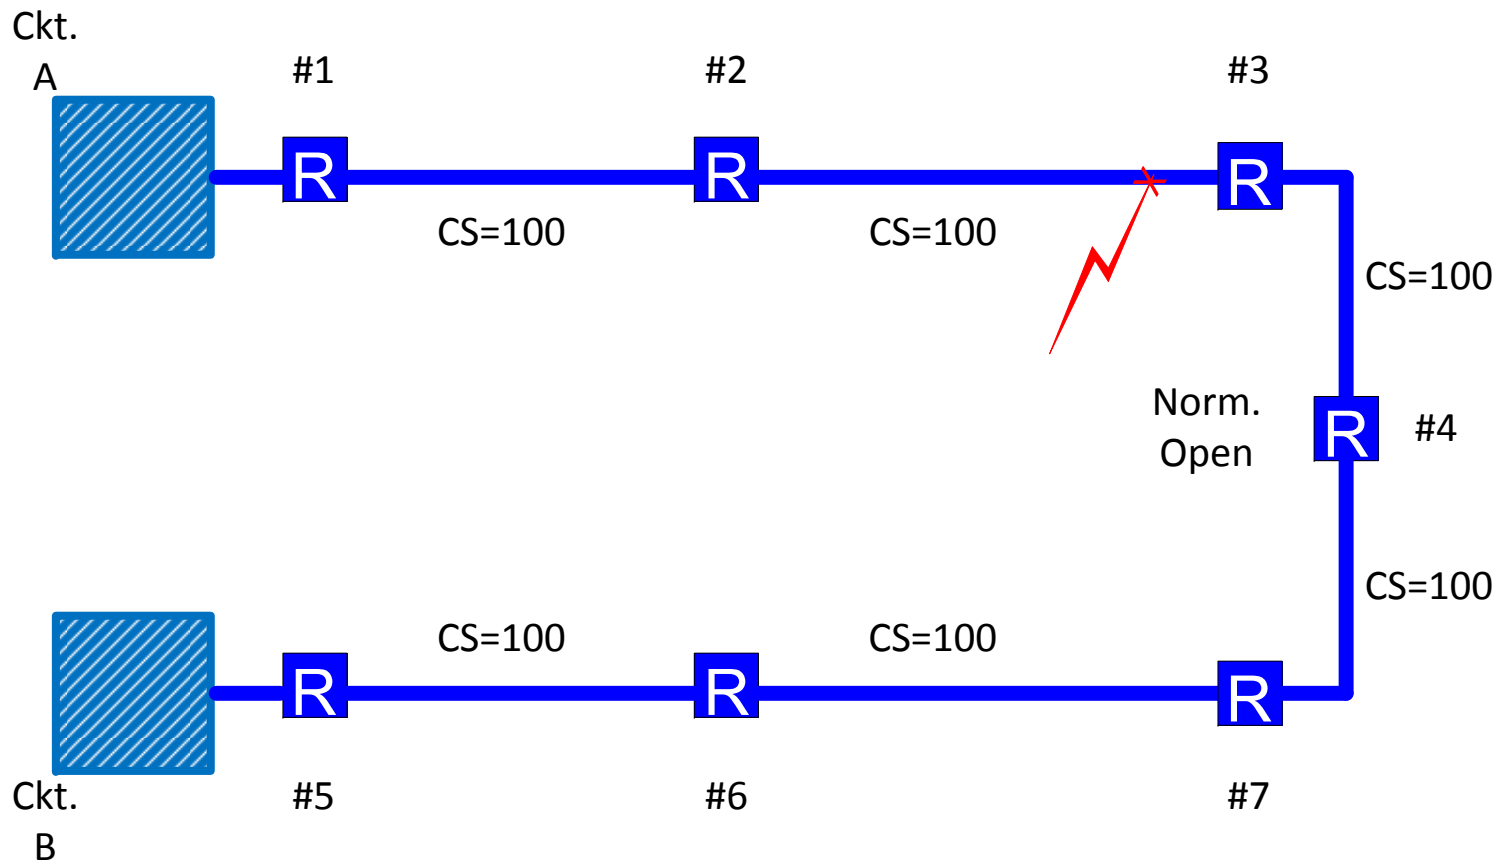 Ckt.
A
#1
#2
#3
R
R
R
CS=100
CS=100
CS=100
Norm.
Open
R
#4
CS=100
CS=100
CS=100
R
R
R
Ckt.
B
#5
#6
#7